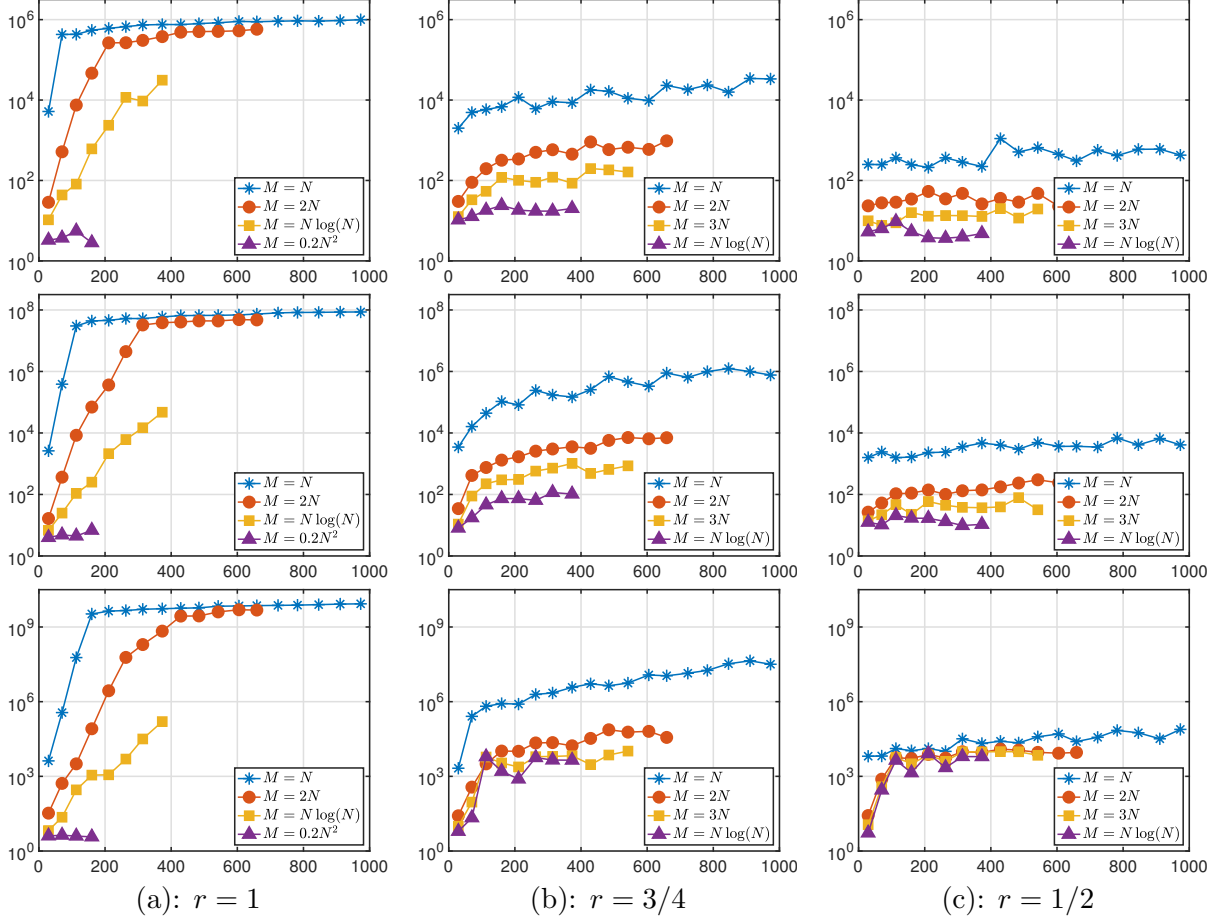 10^6
10^4
10^2
10^0
0 200 400 600 800 1000
M = N
M = 2N
M = N log(N)
M = 0.2N^2
10^6
10^4
10^2
10^0
0 200 400 600 800 1000
M = N
M = 2N
M = 3N
M = N log(N)
10^6
10^4
10^2
10^0
0 200 400 600 800 1000
M = N
M = 2N
M = 3N
M = N log(N)
10^8
10^6
10^4
10^2
10^0
0 200 400 600 800 1000
M = N
M = 2N
M = N log(N)
M = 0.2N^2
10^8
10^6
10^4
10^2
10^0
0 200 400 600 800 1000
M = N
M = 2N
M = 3N
M = N log(N)
10^8
10^6
10^4
10^2
10^0
0 200 400 600 800 1000
M = N
M = 2N
M = 3N
M = N log(N)
10^9
10^6
10^3
10^0
0 200 400 600 800 1000
M = N
M = 2N
M = N log(N)
M = 0.2N^2
10^9
10^6
10^3
10^0
0 200 400 600 800 1000
M = N
M = 2N
M = 3N
M = N log(N)
10^9
10^6
10^3
10^0
0 200 400 600 800 1000
M = N
M = 2N
M = 3N
M = N log(N)
(a): r = 1
(b): r = 3/4
(c): r = 1/2